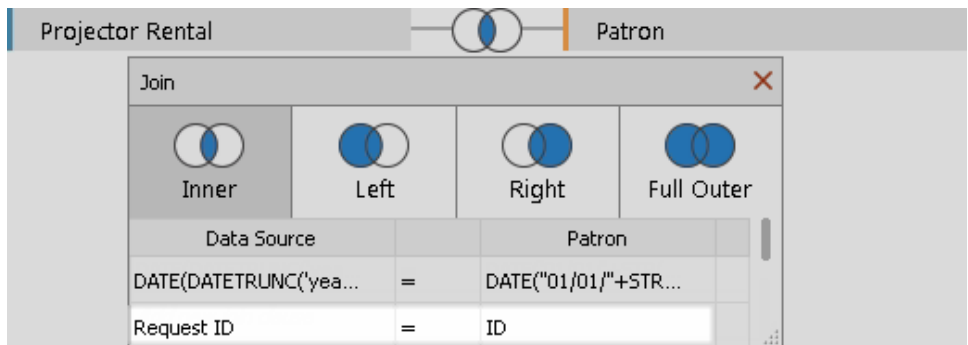 Projector Rental Patron
Join
Inner Left Right Full Outer
Data Source Patron
DATE(DATETRUNC('yea... = DATE("01/01/"+STR...
Request ID = ID